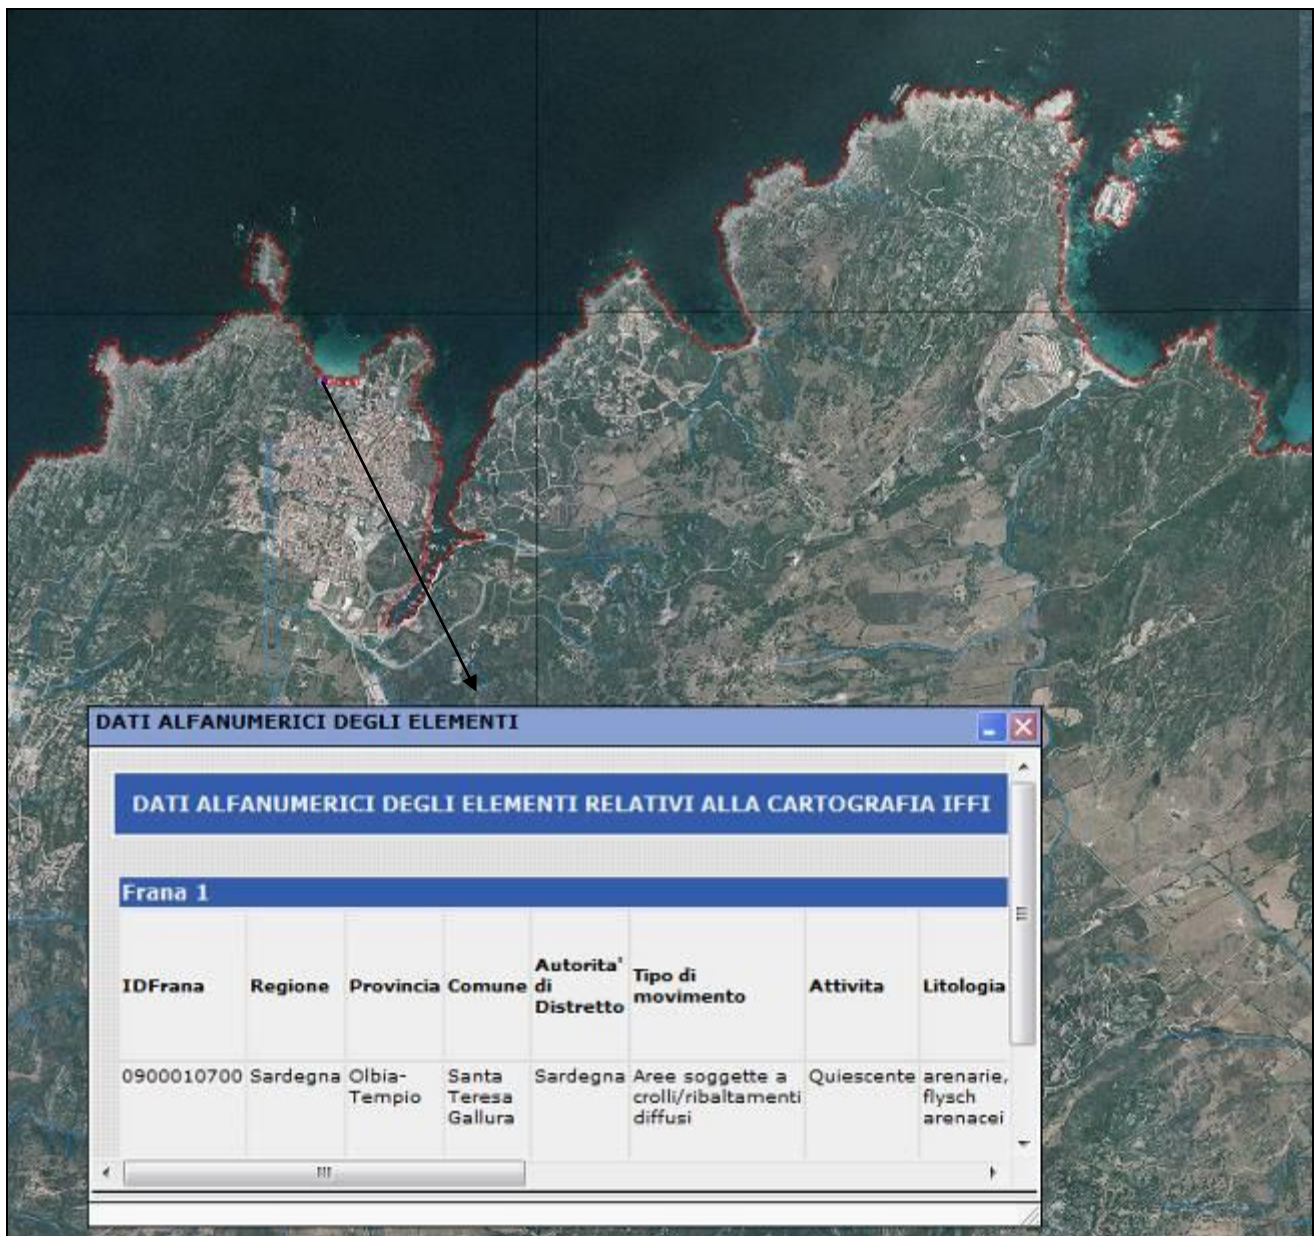 DATI ALFANUMERICI DEGLI ELEMENTI
DATI ALFANUMERICI DEGLI ELEMENTI RELATIVI ALLA CARTOGRAFIA IFFI
Frana 1
IDFrana Regione Provincia Comune Autorita' di Distretto Tipo di movimento Attivita Litologia
0900010700 Sardegna Olbia- Santa Sardegna Aree soggette a Quiescente arenarie,
Tempio Teresa crolli/ribaltamenti flysch
Gallura diffusi arenacei